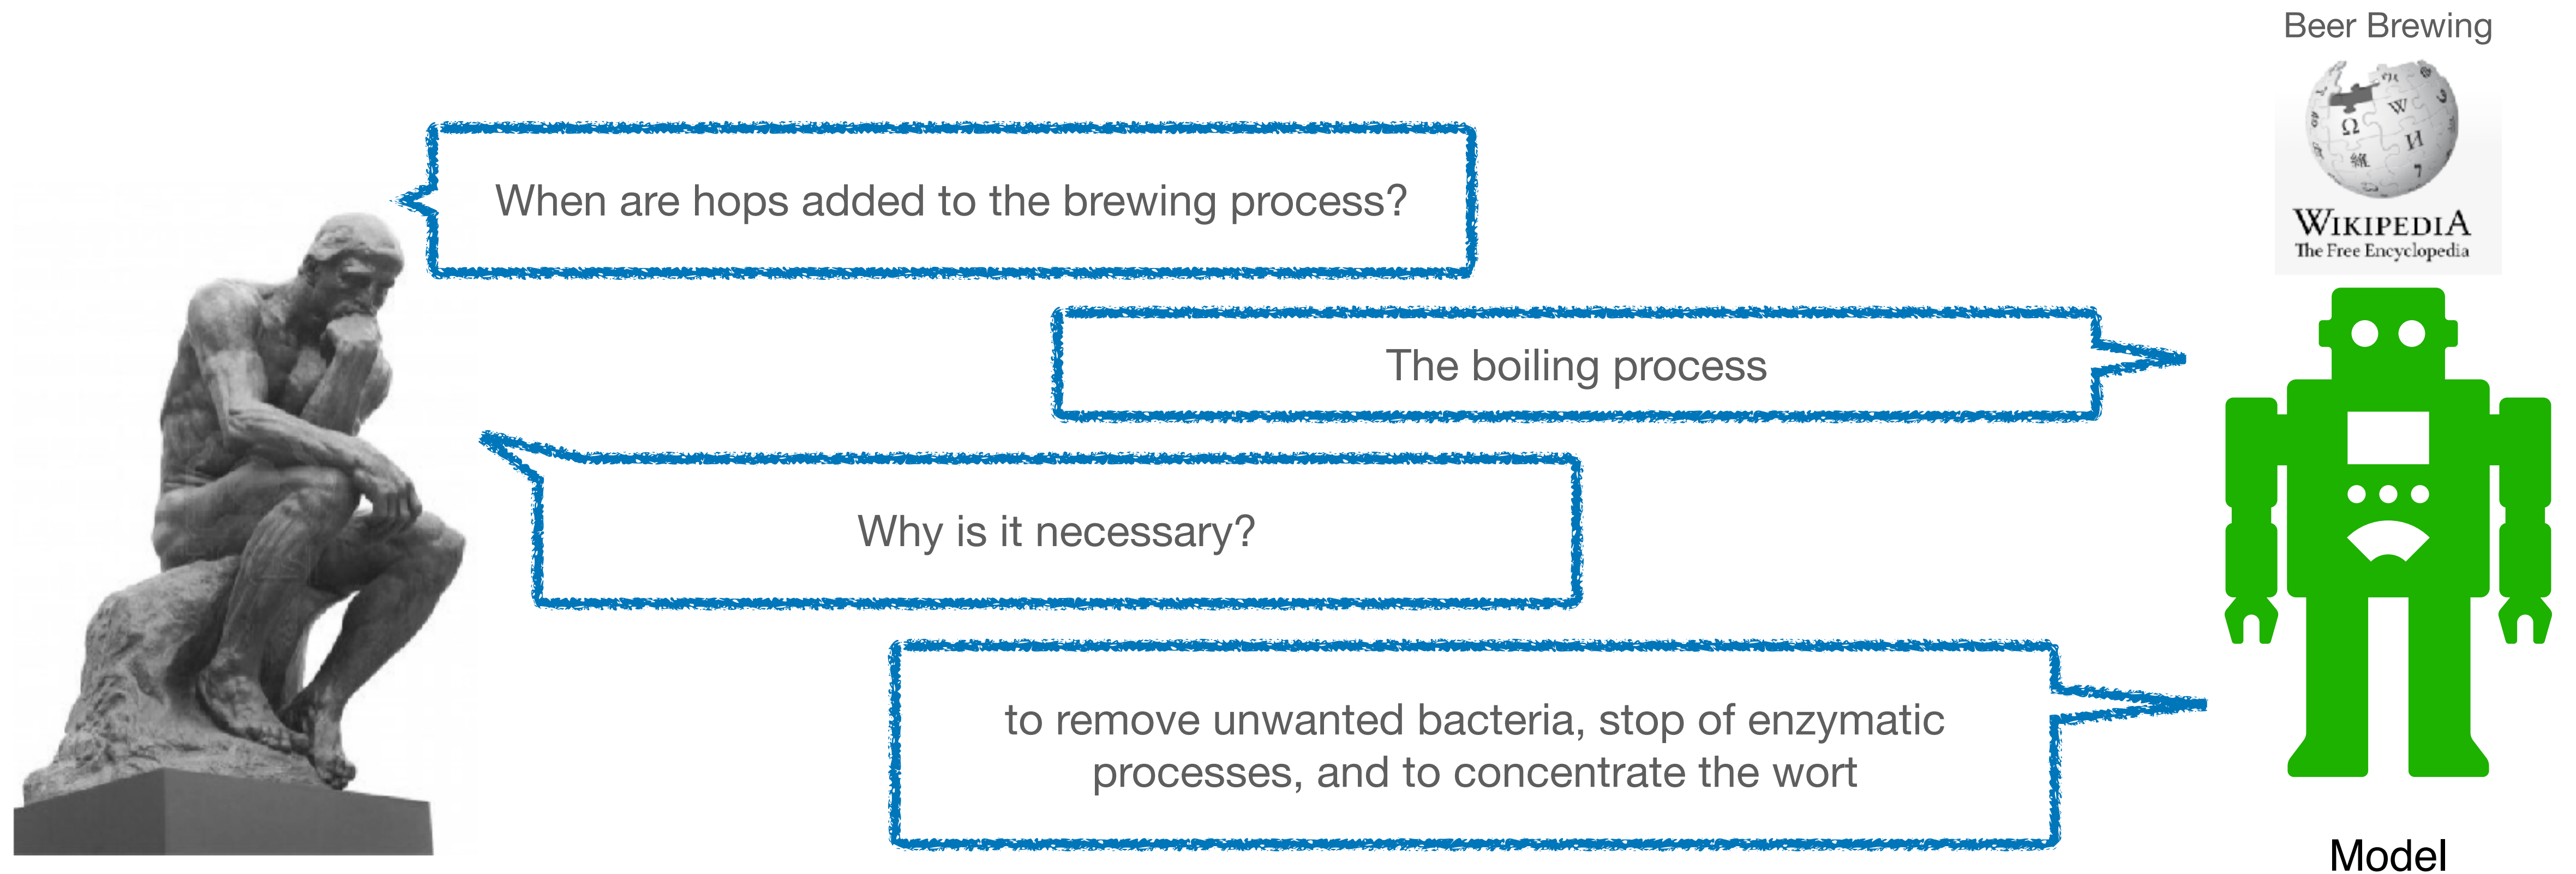 Beer Brewing
WIKIPEDIA
The Free Encyclopedia
When are hops added to the brewing process?
The boiling process
Why is it necessary?
to remove unwanted bacteria, stop of enzymatic
processes, and to concentrate the wort
Model